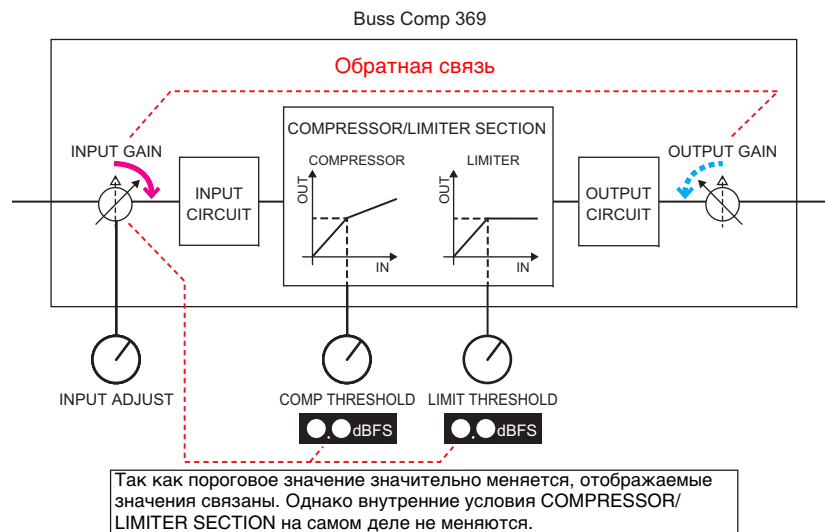 Buss Comp 369
Обратная связь
COMPRESSOR/LIMITER SECTION
INPUT GAIN
COMPRESSOR
LIMITER
OUTPUT GAIN
OUT
OUT
INPUT
CIRCUIT
OUTPUT
CIRCUIT
IN
IN
INPUT ADJUST
COMP THRESHOLD
LIMIT THRESHOLD
dBFS
dBFS
Так как пороговое значение значительно меняется, отображаемые
значения связаны. Однако внутренние условия COMPRESSOR/
LIMITER SECTION на самом деле не меняются.